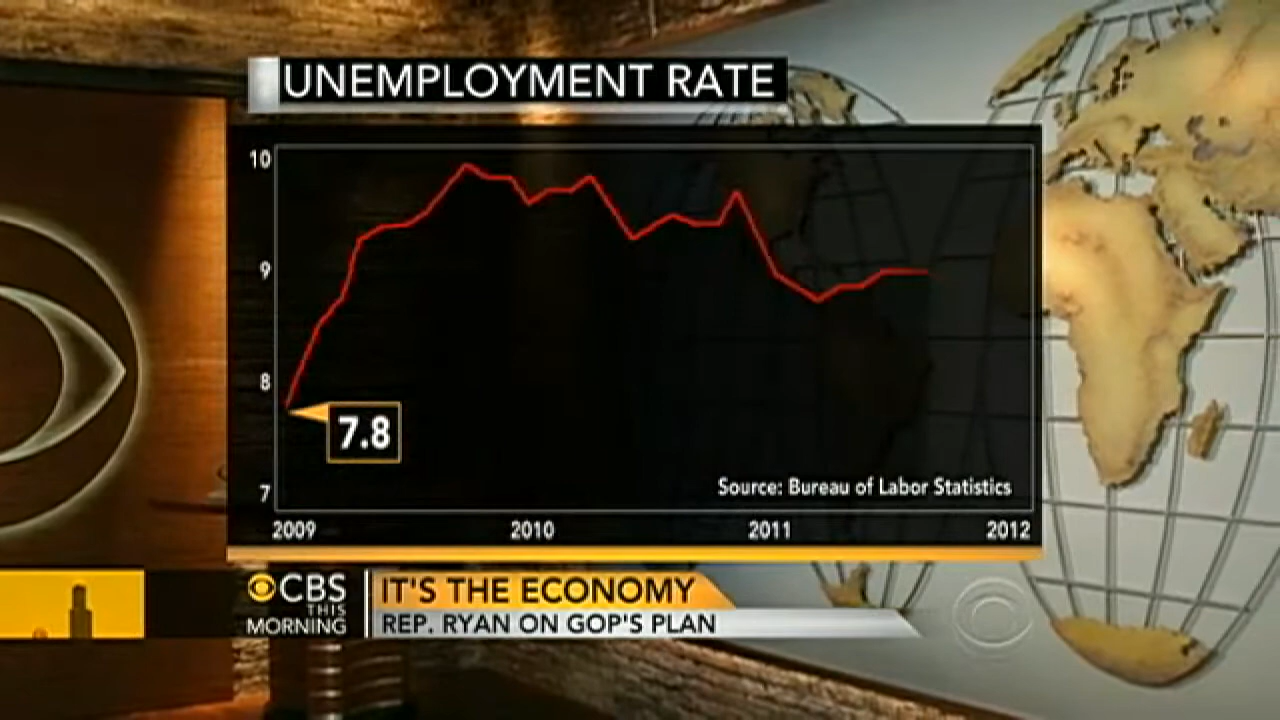 UNEMPLOYMENT RATE
10
9
8
7.8
7
Source: Bureau of Labor Statistics
2009 2010 2011 2012
CBS
THIS
MORNING
IT'S THE ECONOMY
REP. RYAN ON GOP'S PLAN